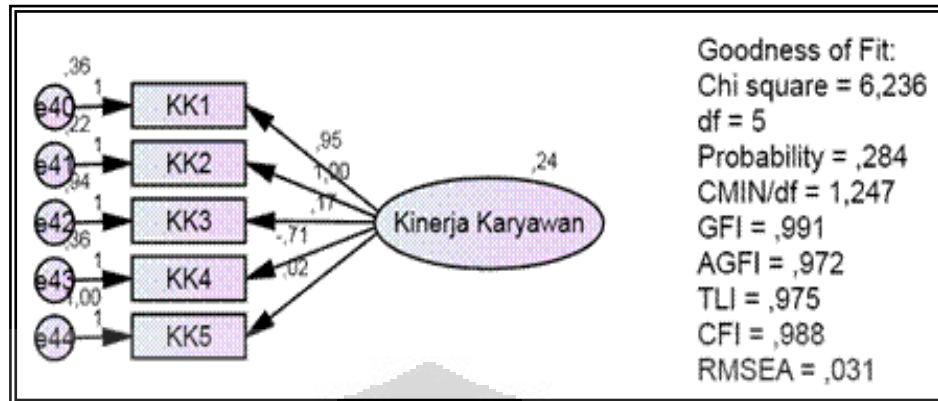 ,36
e40
1
KK1
,22
e41
1
KK2
,94
e42
1
KK3
,36
e43
1
KK4
1,00
e44
1
KK5
,95
1,00
,17
-,71
,02
,24
Kinerja Karyawan
Goodness of Fit:
Chi square = 6,236
df = 5
Probability = ,284
CMIN/df = 1,247
GFI = ,991
AGFI = ,972
TLI = ,975
CFI = ,988
RMSEA = ,031